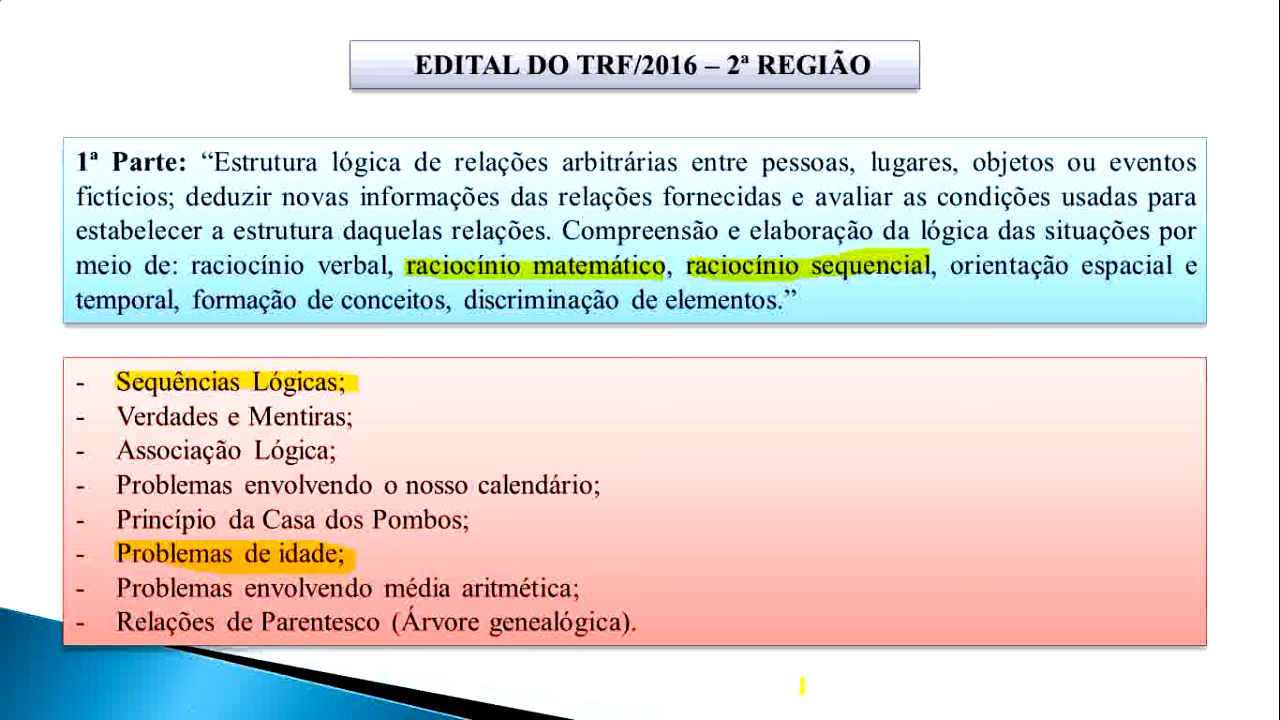 EDITAL DO TRF/2016 – 2ª REGIÃO
1ª Parte: “Estrutura lógica de relações arbitrárias entre pessoas, lugares, objetos ou eventos
fictícios; deduzir novas informações das relações fornecidas e avaliar as condições usadas para
estabelecer a estrutura daquelas relações. Compreensão e elaboração da lógica das situações por
meio de: raciocínio verbal, raciocínio matemático, raciocínio sequencial, orientação espacial e
temporal, formação de conceitos, discriminação de elementos.”
- Sequências Lógicas;
- Verdades e Mentiras;
- Associação Lógica;
- Problemas envolvendo o nosso calendário;
- Princípio da Casa dos Pombos;
- Problemas de idade;
- Problemas envolvendo média aritmética;
- Relações de Parentesco (Árvore genealógica).